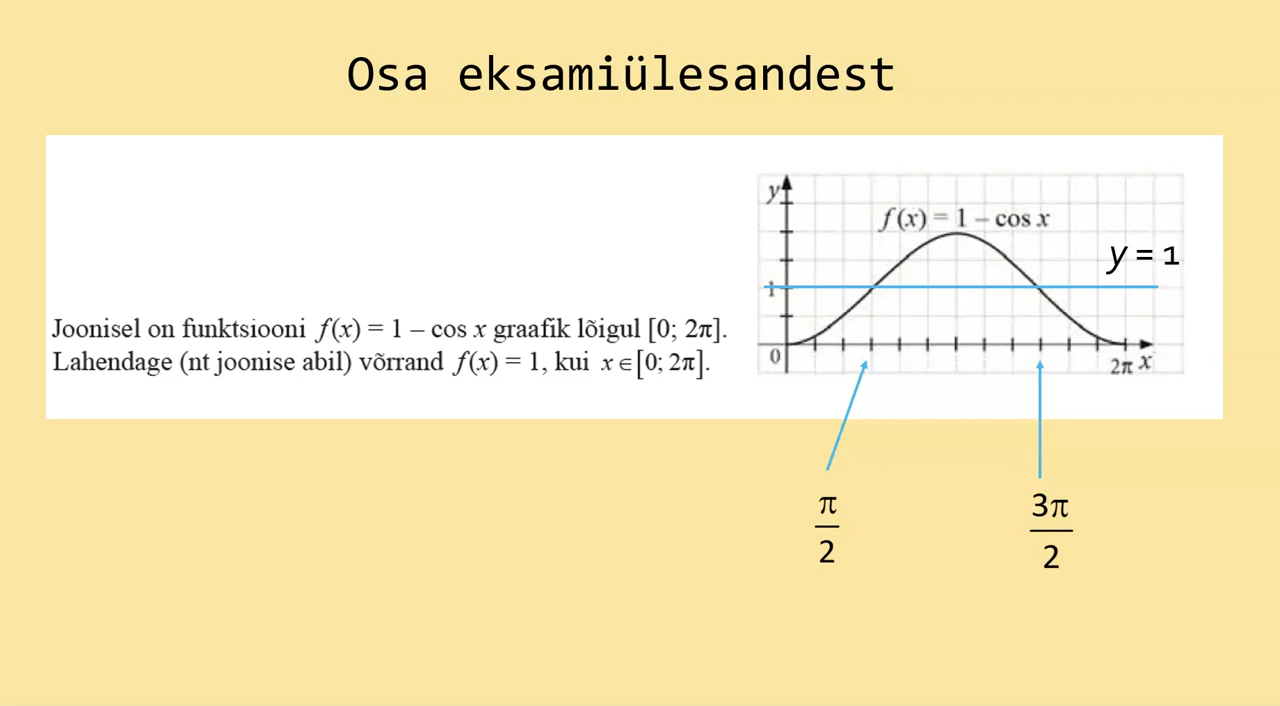 Osa eksamiülesandest
Joonisel on funktsiooni f(x) = 1 – cos x graafik lõigul [0; 2π].
Lahendage (nt joonise abil) võrrand f(x) = 1, kui x ∈ [0; 2π].
y
f(x) = 1 – cos x
y = 1
1
0
2π x
π
2
3π
2